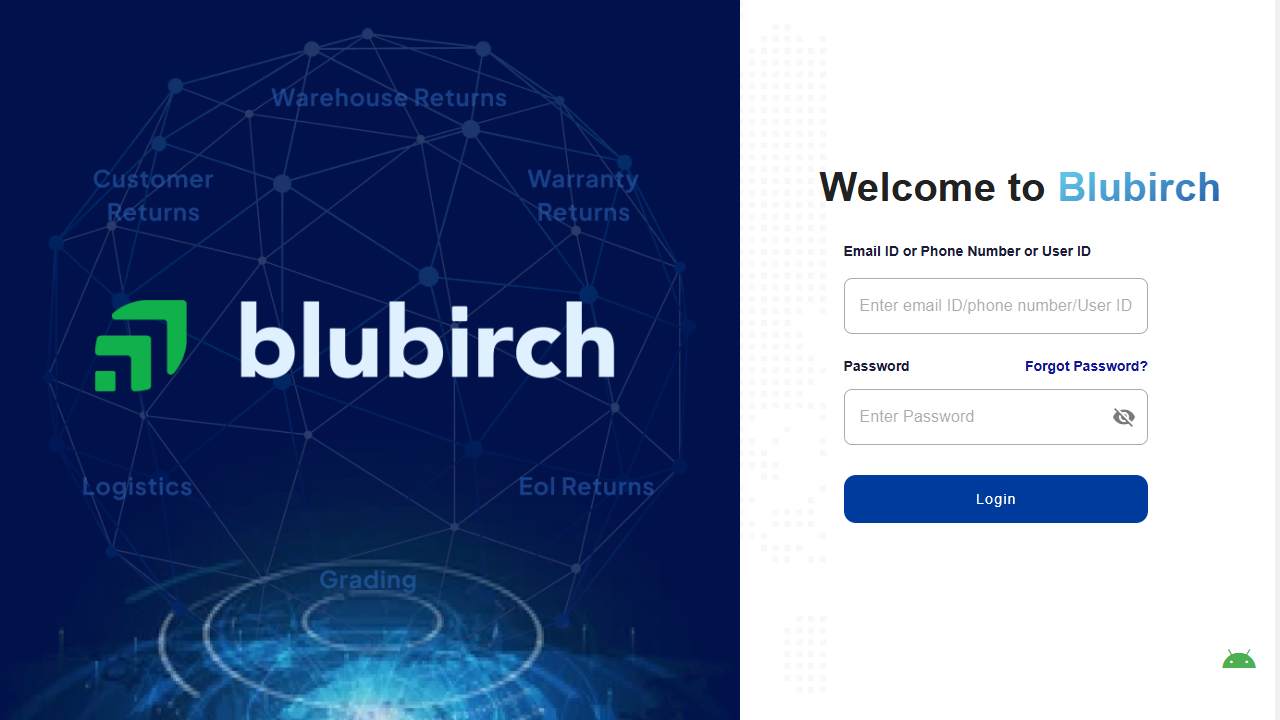 Warehouse Returns
Customer
Returns
Warranty
Returns
blubirch
Logistics
Eol Returns
Grading
Welcome to Blubirch
Email ID or Phone Number or User ID
Enter email ID/phone number/User ID
Password
Forgot Password?
Enter Password
Login